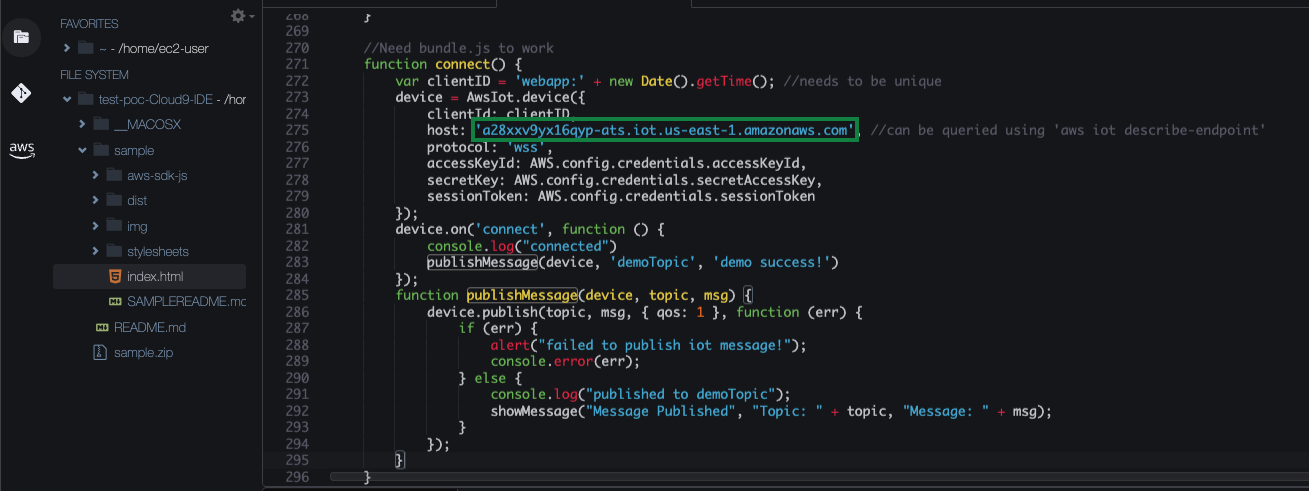 FAVORITES
~ - /home/ec2-user
FILE SYSTEM
test-poc-Cloud9-IDE - /hor
__MACOSX
sample
aws-sdk-js
dist
img
stylesheets
index.html
SAMPLEREADME.md
README.md
sample.zip
aws
268 }
269
270 //Need bundle.js to work
271 function connect() {
272 var clientID = 'webapp:' + new Date().getTime(); //needs to be unique
273 device = AwsIot.device({
274 clientId: clientID,
275 host: 'a28xxv9yx16qyp-ats.iot.us-east-1.amazonaws.com', //can be queried using 'aws iot describe-endpoint'
276 protocol: 'wss',
277 accessKeyId: AWS.config.credentials.accessKeyId,
278 secretKey: AWS.config.credentials.secretAccessKey,
279 sessionToken: AWS.config.credentials.sessionToken
280 });
281 device.on('connect', function () {
282 console.log("connected")
283 publishMessage(device, 'demoTopic', 'demo success!')
284 });
285 function publishMessage(device, topic, msg) {
286 device.publish(topic, msg, { qos: 1 }, function (err) {
287 if (err) {
288 alert("failed to publish iot message!");
289 console.error(err);
290 } else {
291 console.log("published to demoTopic");
292 showMessage("Message Published", "Topic: " + topic, "Message: " + msg);
293 }
294 });
295 }
296 }